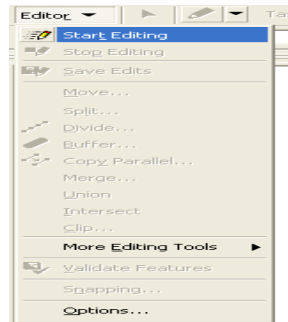 Editor Ta
Start Editing
Stop Editing
Save Edits
Move...
Split...
Divide...
Buffer...
Copy Parallel...
Merge...
Union
Intersect
Clip...
More Editing Tools
Validate Features
Snapping...
Options...